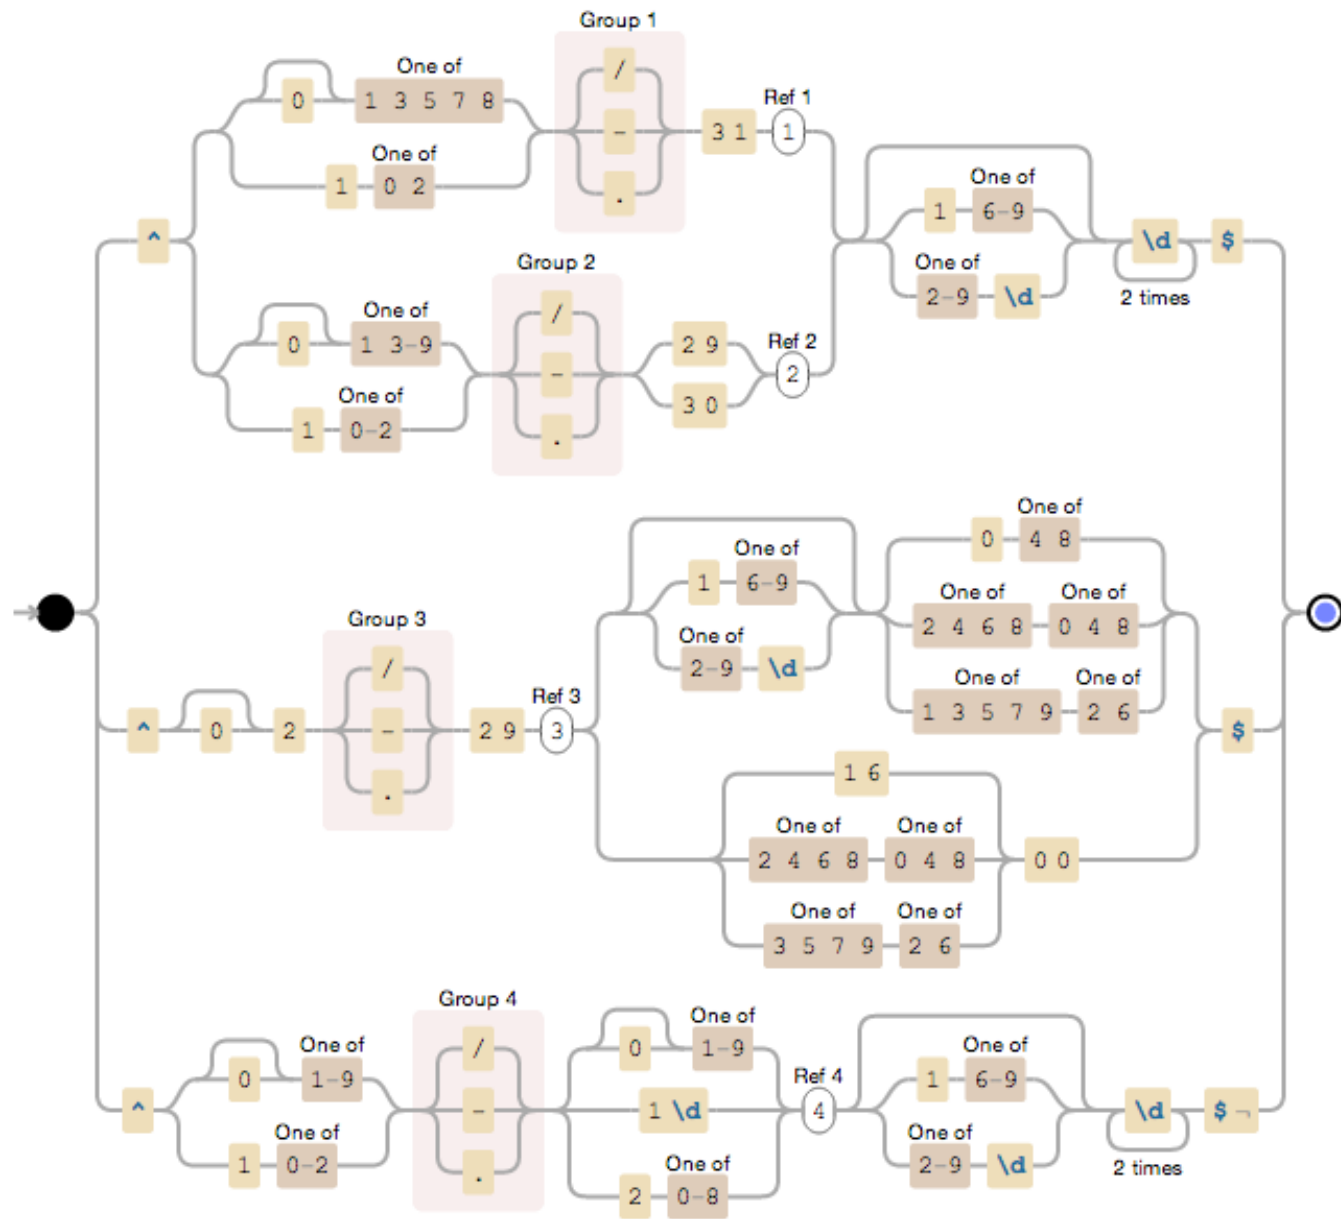 Group 1
One of
/
0 1 3 5 7 8
Ref 1
- 3 1 1
One of
One of
1 0 2
.
1 6-9
^
\d $
Group 2
One of
2-9 \d
2 times
/
One of
0 1 3-9
2 9
Ref 2
- 2
One of
3 0
1 0-2
.
One of
0 4 8
One of
1 6-9
One of One of
2 4 6 8 0 4 8
Group 3
One of
/
2-9 \d
One of One of
Ref 3
1 3 5 7 9 2 6
^ 0 2 - 2 9 3 $
1 6
.
One of One of
2 4 6 8 0 4 8 0 0
One of One of
3 5 7 9 2 6
Group 4
One of
One of
/ 0 1-9
One of
0 1-9
Ref 4
1 6-9
^ - 1 \d 4 \d $ ¬
One of
One of
One of
1 0-2
.
2-9 \d
2 times
2 0-8